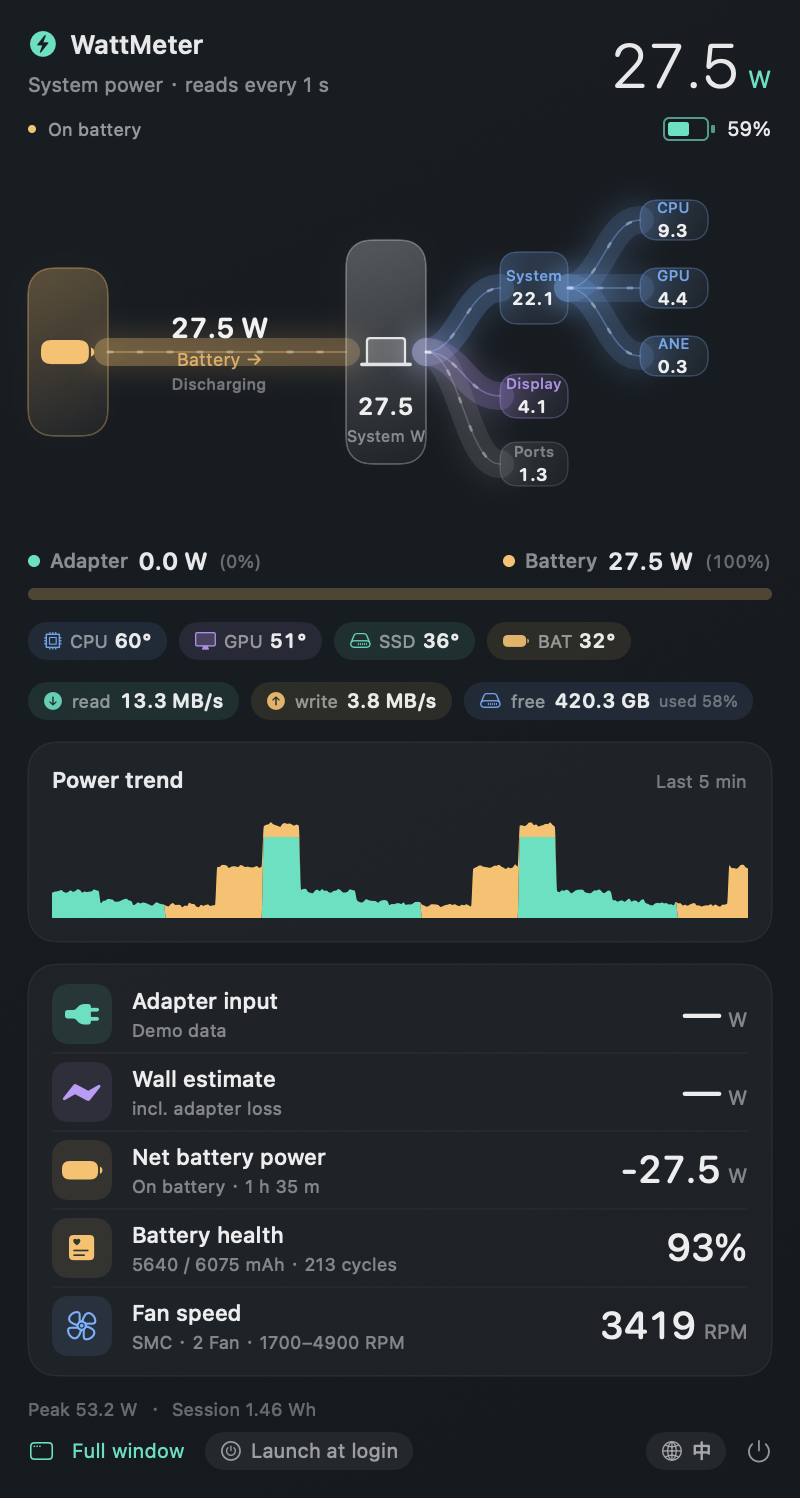 WattMeter
27.5 W
System power · reads every 1 s
On battery
59%
CPU
9.3
System
22.1
GPU
4.4
27.5 W
Battery →
Discharging
ANE
0.3
27.5
System W
Display
4.1
Ports
1.3
Adapter 0.0 W (0%)
Battery 27.5 W (100%)
CPU 60° GPU 51° SSD 36° BAT 32°
read 13.3 MB/s write 3.8 MB/s free 420.3 GB used 58%
Power trend
Last 5 min
Adapter input
Demo data
— W
Wall estimate
incl. adapter loss
— W
Net battery power
On battery · 1 h 35 m
-27.5 W
Battery health
5640 / 6075 mAh · 213 cycles
93%
Fan speed
SMC · 2 Fan · 1700–4900 RPM
3419 RPM
Peak 53.2 W · Session 1.46 Wh
Full window Launch at login 中